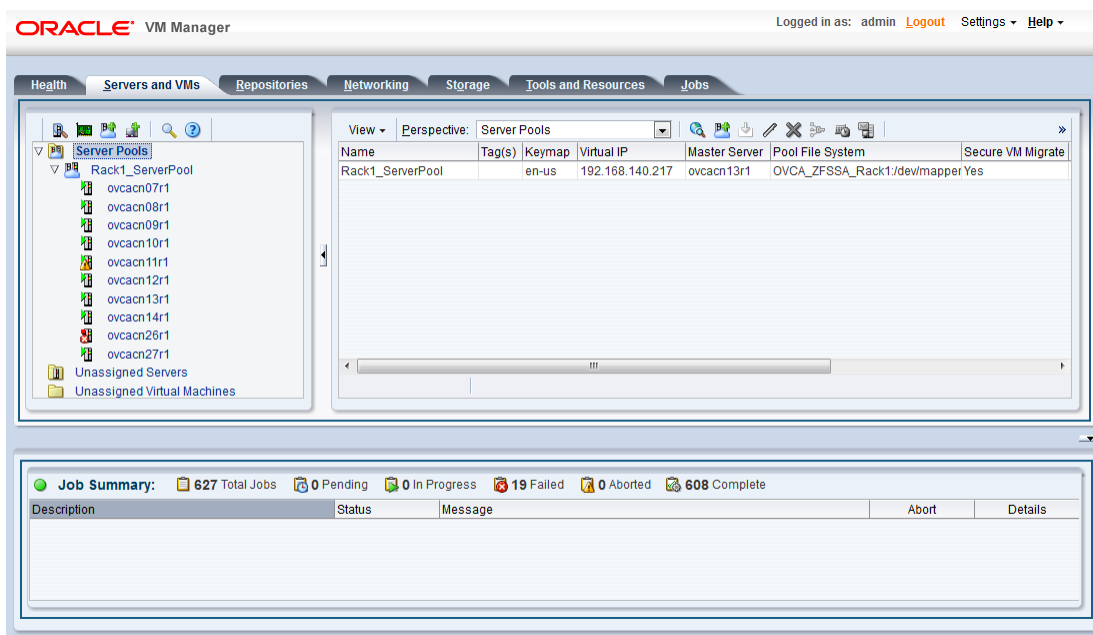 ORACLE VM Manager
Logged in as: admin Logout Settings Help
Health Servers and VMs Repositories Networking Storage Tools and Resources Jobs
View Perspective: Server Pools »
Server Pools
Rack1_ServerPool
ovcacn07r1
ovcacn08r1
ovcacn09r1
ovcacn10r1
ovcacn11r1
ovcacn12r1
ovcacn13r1
ovcacn14r1
ovcacn26r1
ovcacn27r1
Unassigned Servers
Unassigned Virtual Machines
Name Tag(s) Keymap Virtual IP Master Server Pool File System Secure VM Migrate
Rack1_ServerPool en-us 192.168.140.217 ovcacn13r1 OVCA_ZFSSA_Rack1:/dev/mapper Yes
Job Summary: 627 Total Jobs 0 Pending 0 In Progress 19 Failed 0 Aborted 608 Complete
Description Status Message Abort Details